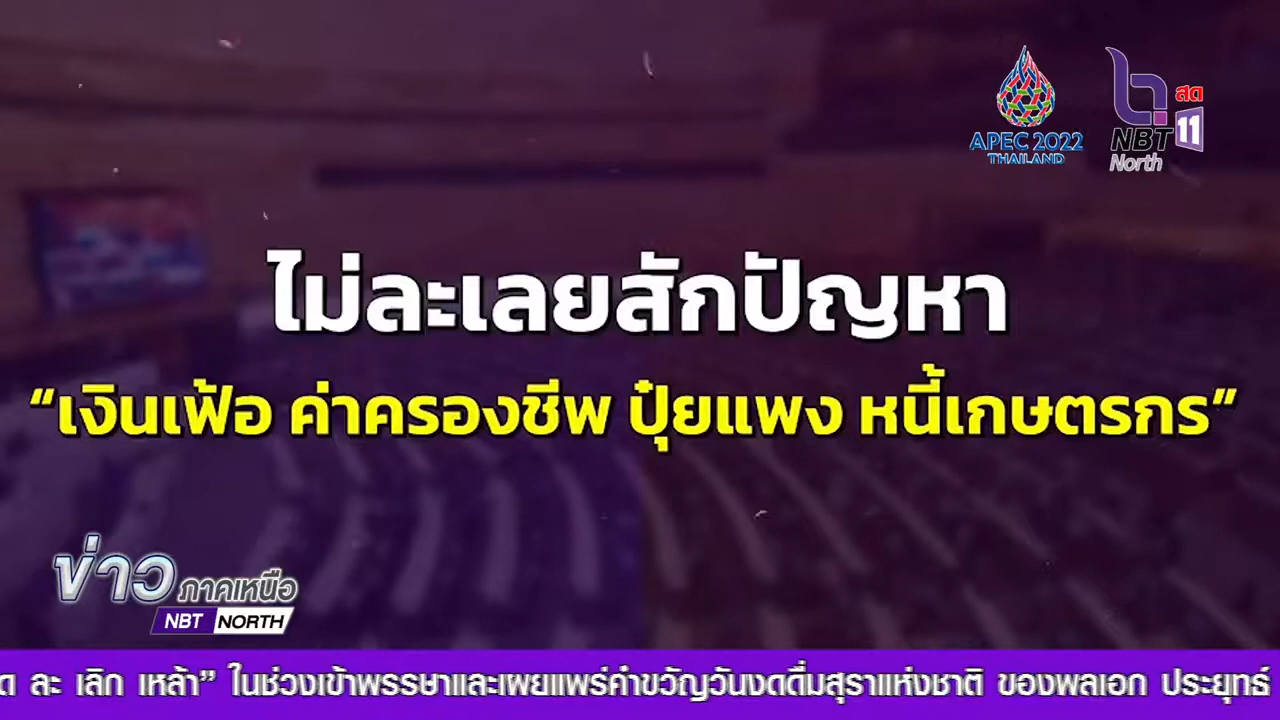 APEC 2022
THAILAND
สด
NBT 11
North
ไม่ละเลยสักปัญหา
“เงินเฟ้อ ค่าครองชีพ ปุ๋ยแพง หนี้เกษตรกร”
ข่าว ภาคเหนือ
NBT NORTH
ด ละ เลิก เหล้า” ในช่วงเข้าพรรษาและเผยแพร่คำขวัญวันงดดื่มสุราแห่งชาติ ของพลเอก ประยุทธ์